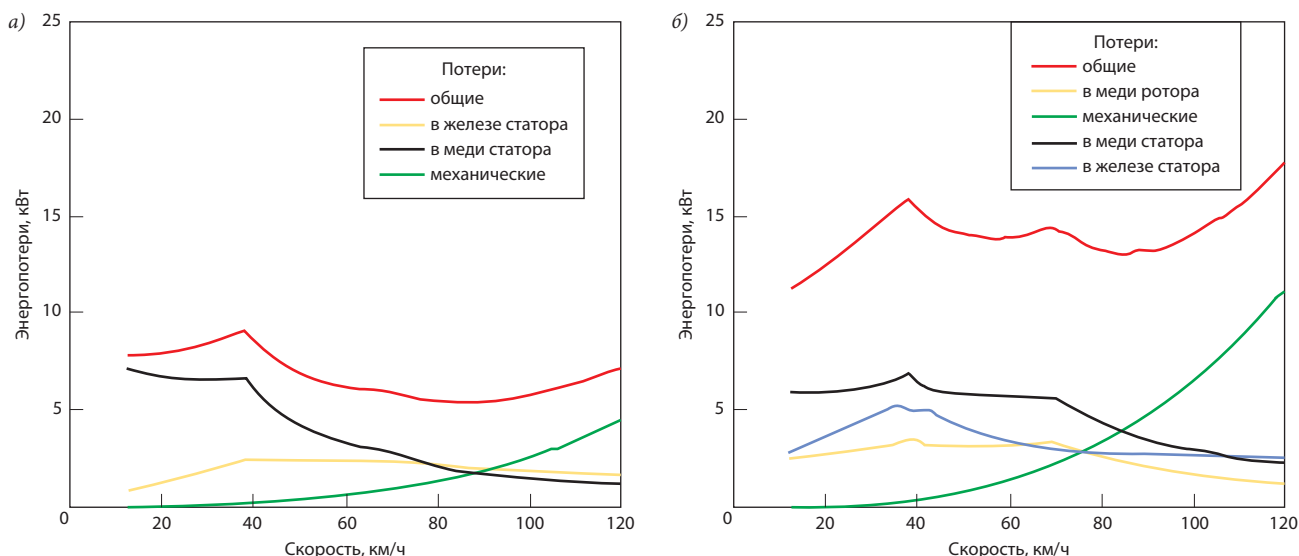 а)
25
20
15
10
5
0
20
40
60
80
100
120
Энергопотери, кВт
Скорость, км/ч
Потери:
общие
в железе статора
в меди статора
механические
б)
25
20
15
10
5
0
20
40
60
80
100
120
Энергопотери, кВт
Скорость, км/ч
Потери:
общие
в меди ротора
механические
в меди статора
в железе статора